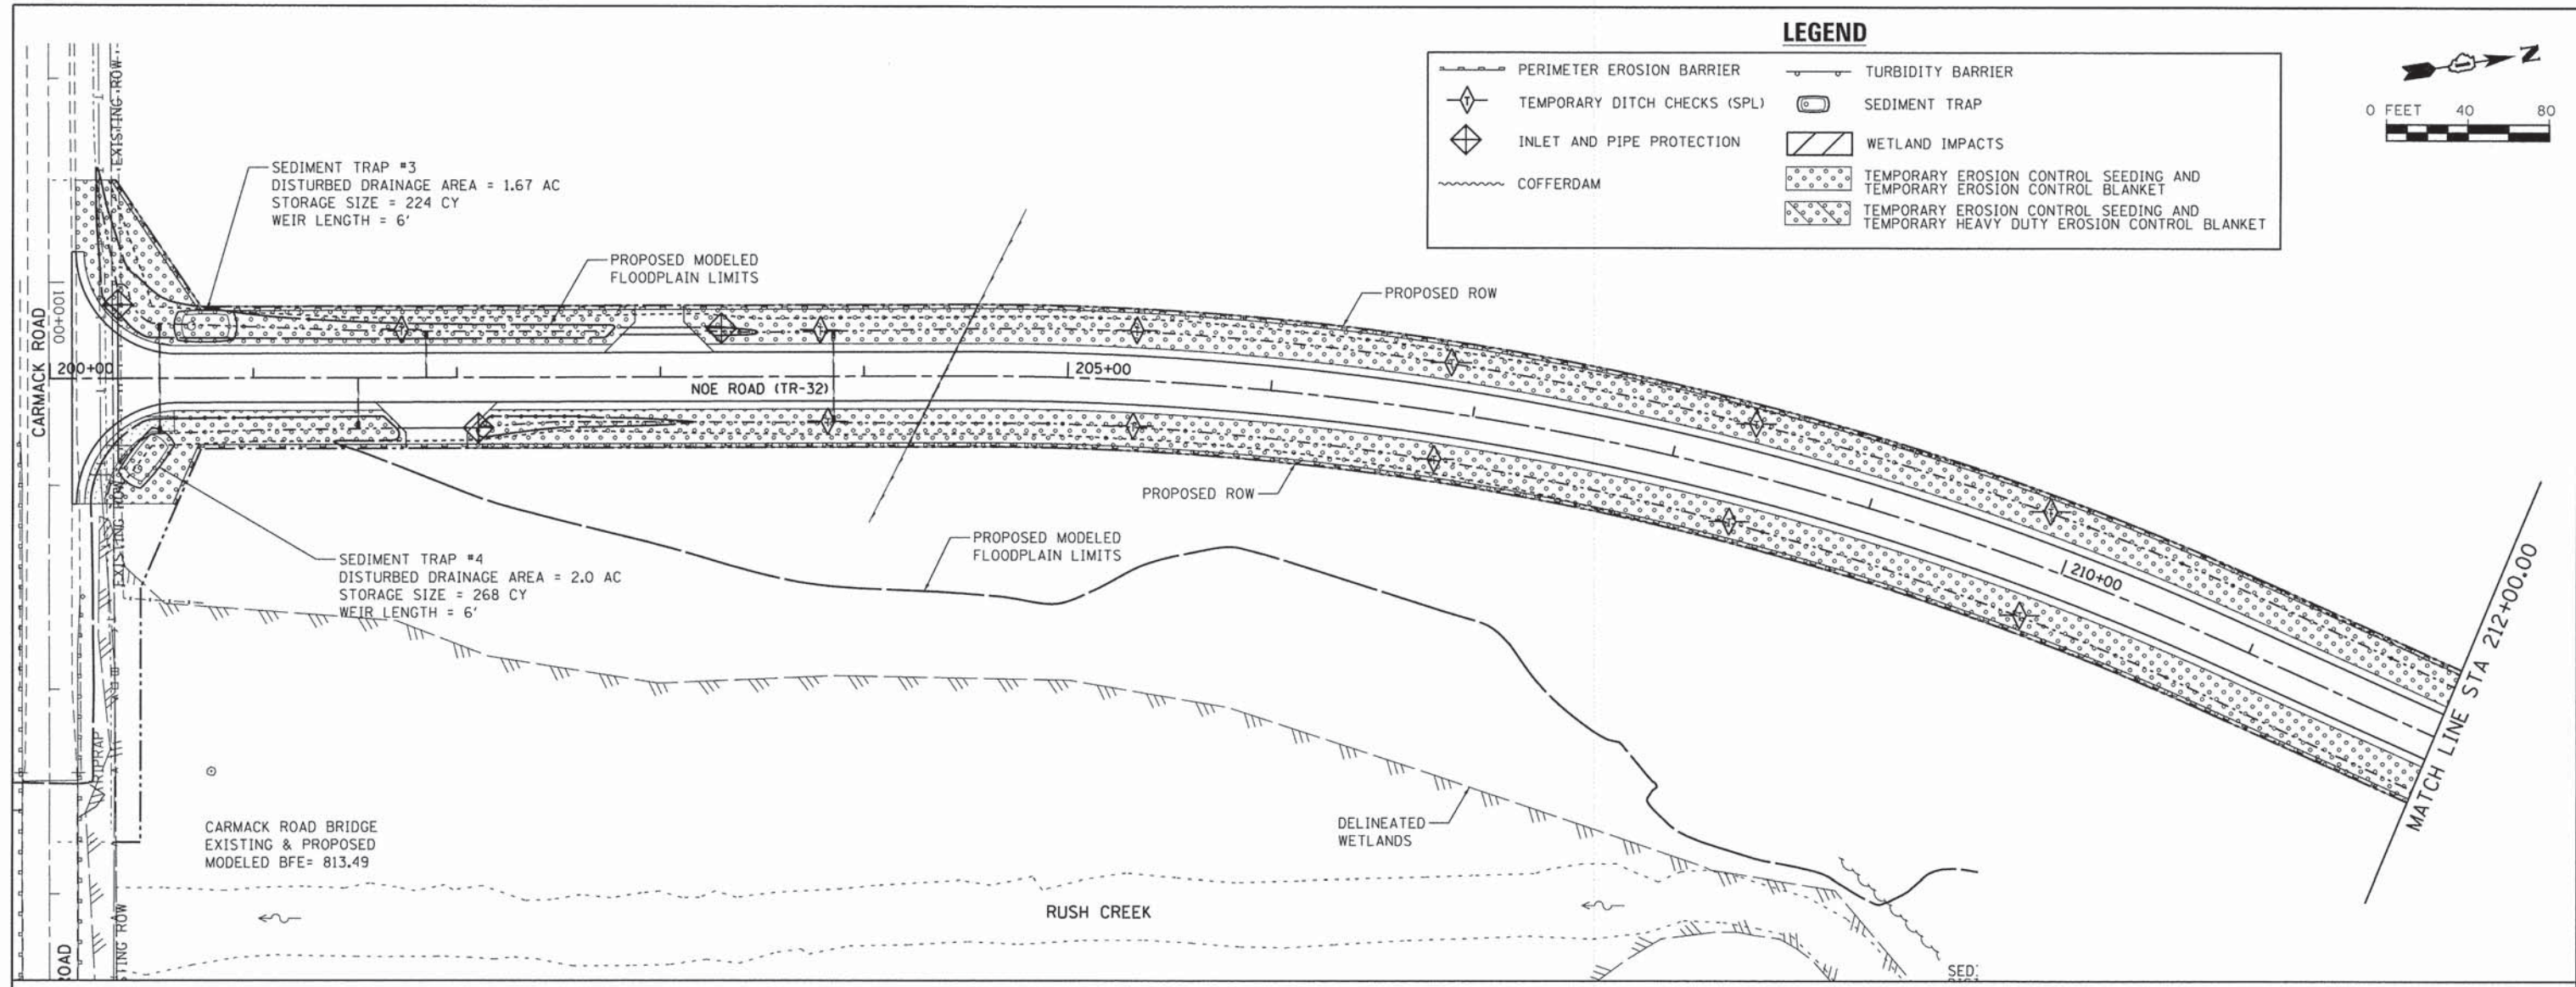 LEGEND
PERIMETER EROSION BARRIER
TEMPORARY DITCH CHECKS (SPL)
INLET AND PIPE PROTECTION
COFFERDAM
TURBIDITY BARRIER
SEDIMENT TRAP
WETLAND IMPACTS
TEMPORARY EROSION CONTROL SEEDING AND
TEMPORARY EROSION CONTROL BLANKET
TEMPORARY EROSION CONTROL SEEDING AND
TEMPORARY HEAVY DUTY EROSION CONTROL BLANKET
N
0 FEET 40 80
EXISTING ROW
SEDIMENT TRAP #3
DISTURBED DRAINAGE AREA = 1.67 AC
STORAGE SIZE = 224 CY
WEIR LENGTH = 6'
PROPOSED MODELED
FLOODPLAIN LIMITS
PROPOSED ROW
CARMACK ROAD
100+00
200+00
NOE ROAD (TR-32)
205+00
210+00
PROPOSED ROW
EXISTING ROW
SEDIMENT TRAP #4
DISTURBED DRAINAGE AREA = 2.0 AC
STORAGE SIZE = 268 CY
WEIR LENGTH = 6'
PROPOSED MODELED
FLOODPLAIN LIMITS
MATCH LINE STA 212+00.00
RIPRAP
CARMACK ROAD BRIDGE
EXISTING & PROPOSED
MODELED BFE= 813.49
DELINEATED
WETLANDS
RUSH CREEK
STING ROW
ROAD
SED.